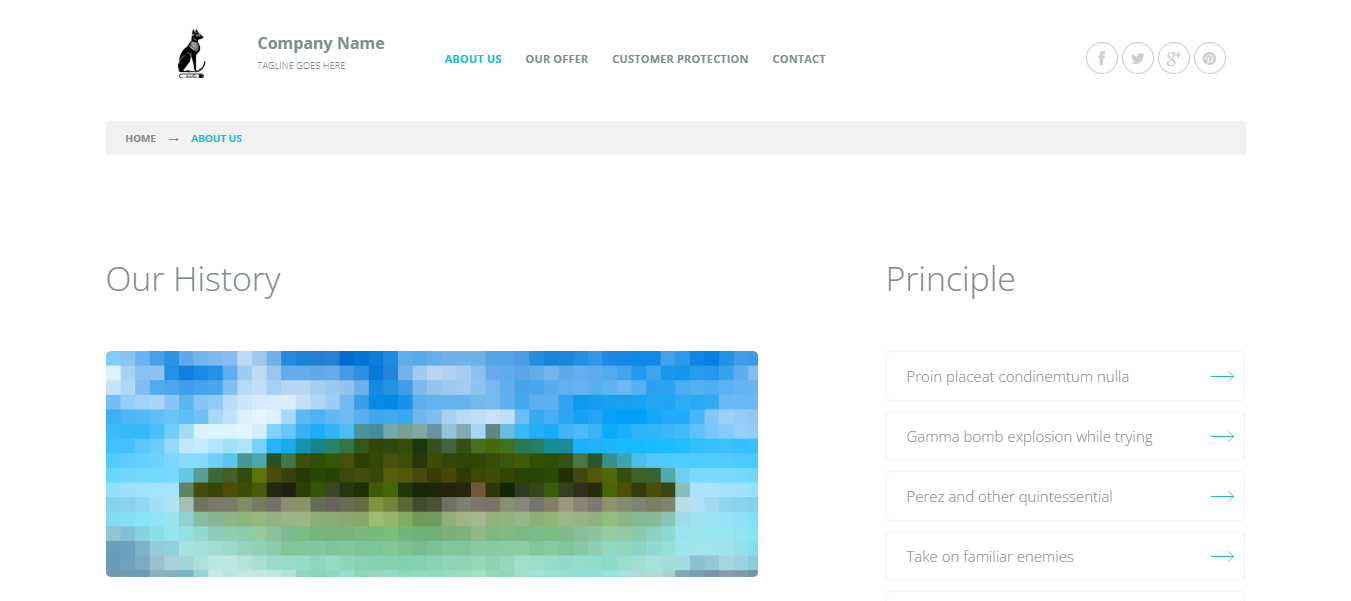 Company Name
TAGLINE GOES HERE
ABOUT US OUR OFFER CUSTOMER PROTECTION CONTACT
HOME → ABOUT US
Our History
Principle
Proin placeat condinemtum nulla
Gamma bomb explosion while trying
Perez and other quintessential
Take on familiar enemies